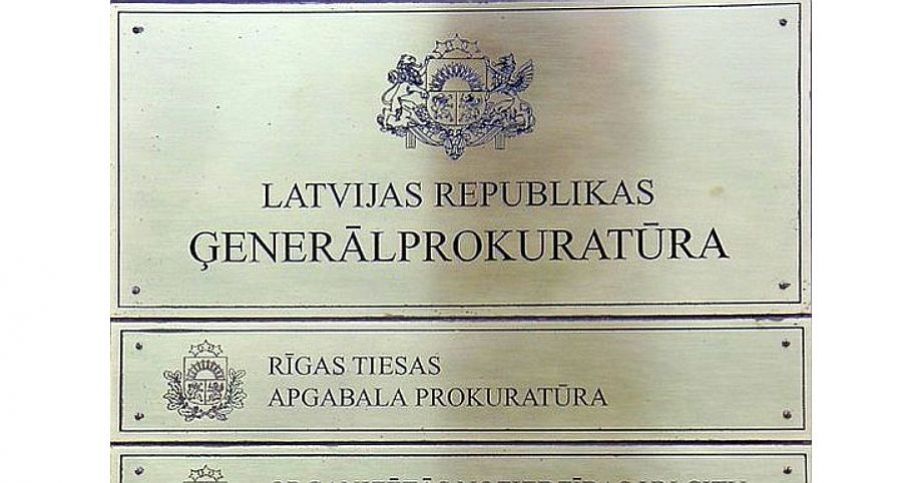 LATVIJAS REPUBLIKAS
ĢENERĀLPROKURATŪRA
RĪGAS TIESAS
APGABALA PROKURATŪRA